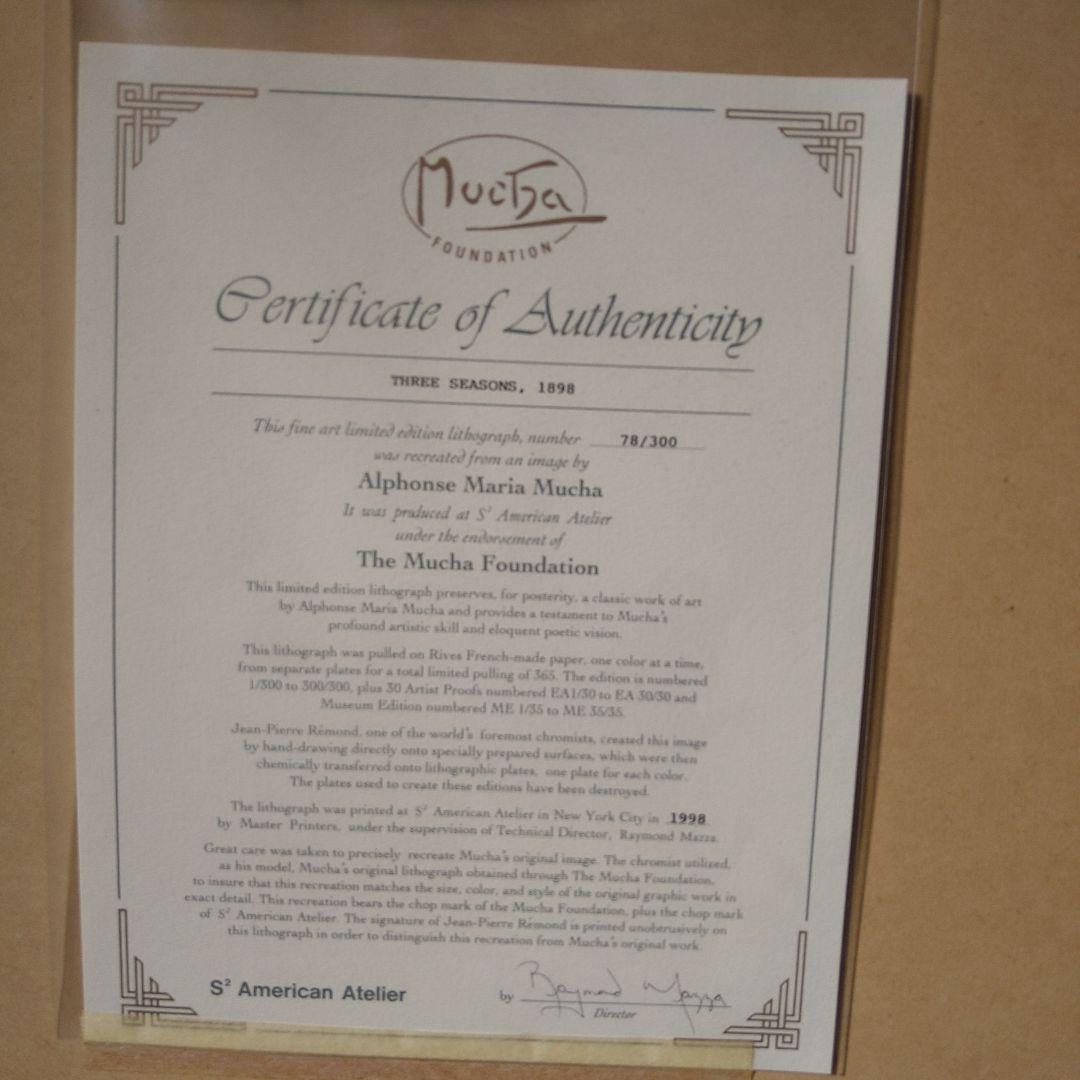 Mucha
FOUNDATION
Certificate of Authenticity
THREE SEASONS, 1898
This fine art limited edition lithograph, number 78/300
was recreated from an image by
Alphonse Maria Mucha
It was produced at S² American Atelier
under the endorsement of
The Mucha Foundation
This limited edition lithograph preserves, for posterity, a classic work of art
by Alphonse Maria Mucha and provides a testament to Mucha's
profound artistic skill and eloquent poetic vision.
This lithograph was pulled on Rives French-made paper, one color at a time,
from separate plates for a total limited pulling of 365. The edition is numbered
1/300 to 300/300, plus 30 Artist Proofs numbered EA1/30 to EA 30/30 and
Museum Edition numbered ME 1/35 to ME 35/35.
Jean-Pierre Rémond, one of the world's foremost chromists, created this image
by hand-drawing directly onto specially prepared surfaces, which were then
chemically transferred onto lithographic plates, one plate for each color.
The plates used to create these editions have been destroyed.
The lithograph was printed at S² American Atelier in New York City in 1998
by Master Printers, under the supervision of Technical Director, Raymond Mazza.
Great care was taken to precisely recreate Mucha's original image. The chromist utilized,
as his model, Mucha's original lithograph obtained through The Mucha Foundation,
to insure that this recreation matches the size, color, and style of the original graphic work in
exact detail. This recreation bears the chop mark of the Mucha Foundation, plus the chop mark
of S² American Atelier. The signature of Jean-Pierre Rémond is printed unobtrusively on
this lithograph in order to distinguish this recreation from Mucha's original work.
S² American Atelier
by Raymond Mazza
Director